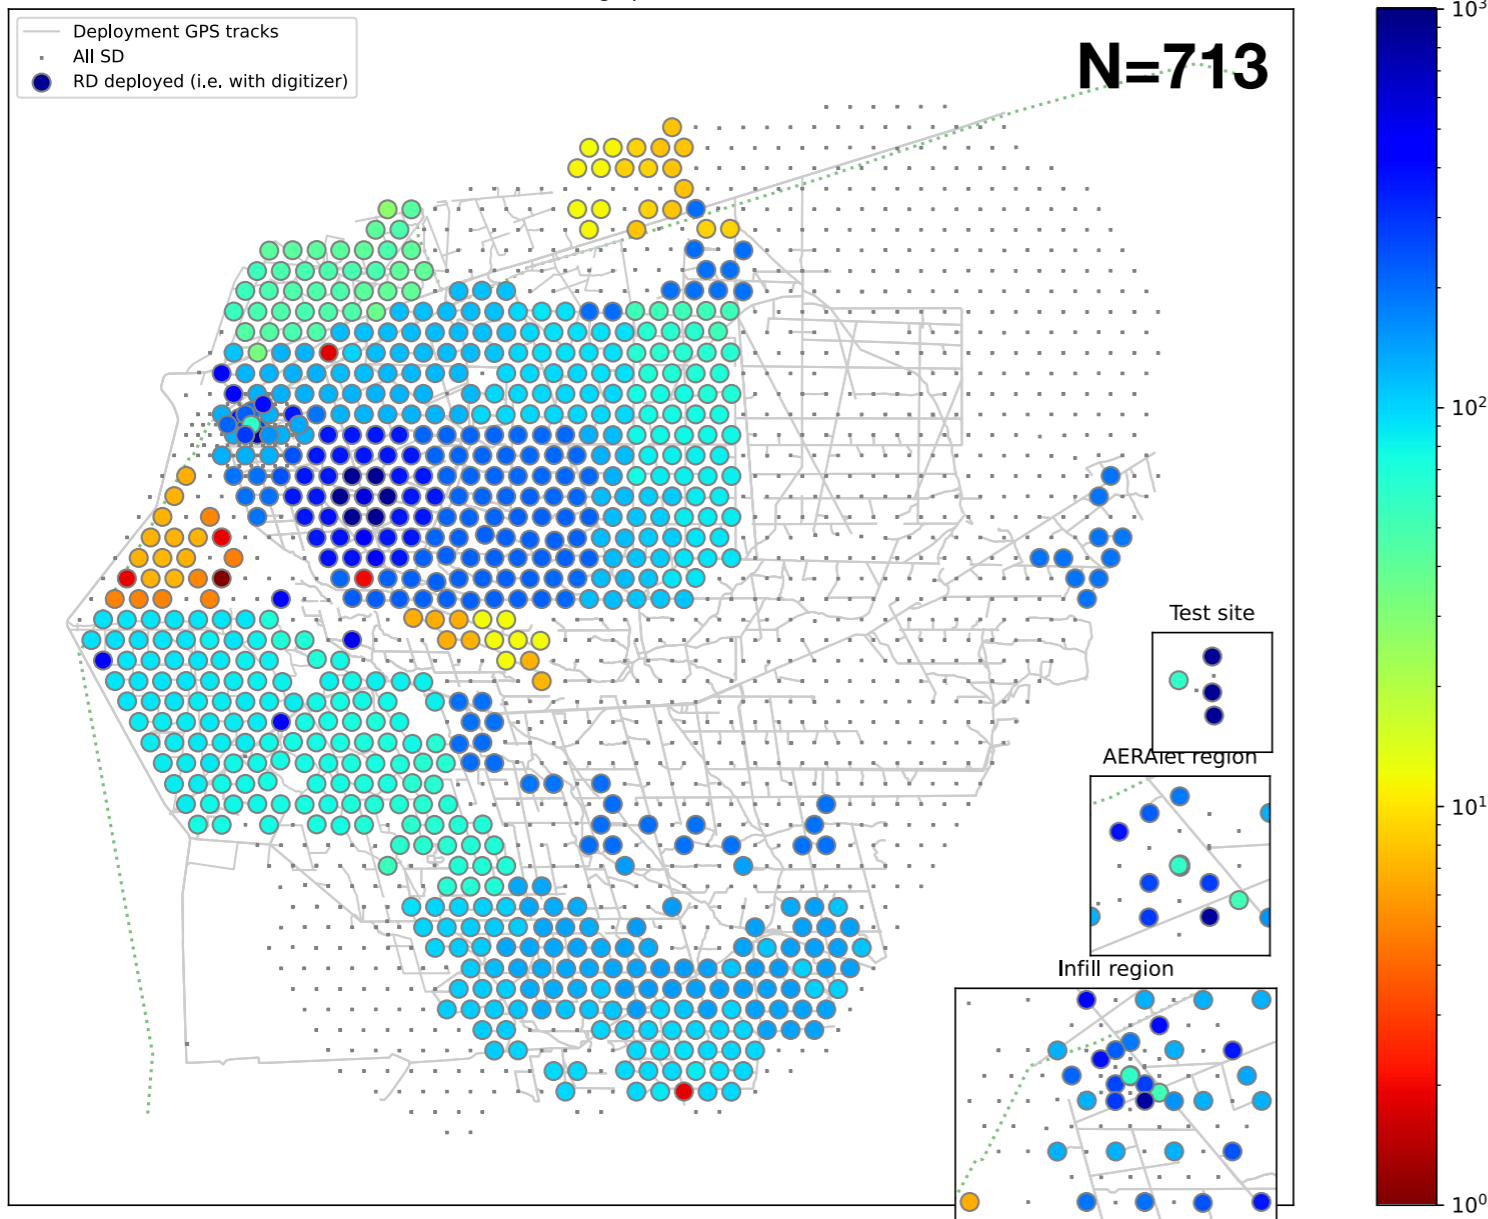 Deployment GPS tracks
All SD
RD deployed (i.e. with digitizer)
N=713
Test site
AERAlet region
Infill region
10³
10²
10¹
10⁰